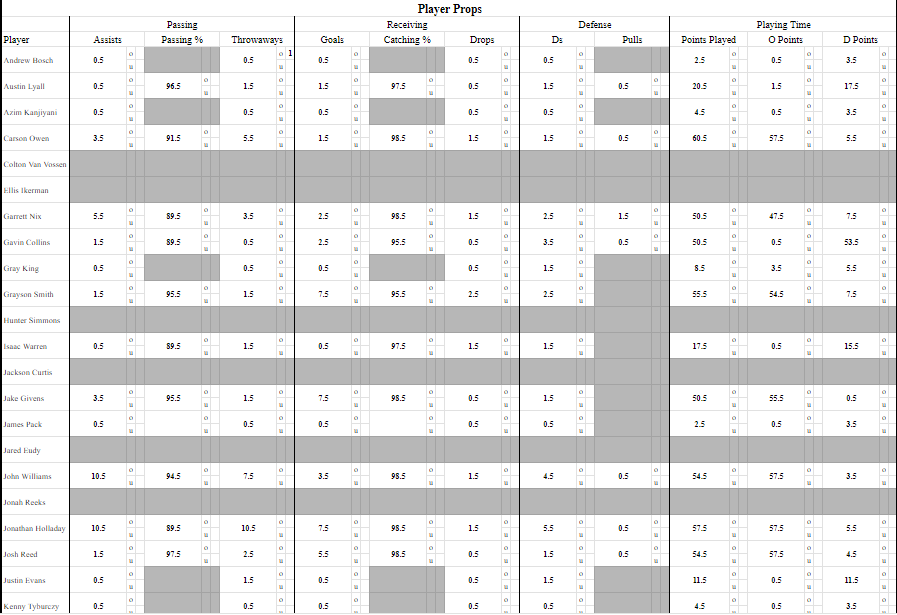 Player Props
Passing Receiving Defense Playing Time
Player Assists Passing % Throwaways Goals Catching % Drops Ds Pulls Points Played O Points D Points
Andrew Bosch 0.5 0.5 1 0.5 0.5 0.5 2.5 0.5 3.5
Austin Lyall 0.5 96.5 1.5 1.5 97.5 0.5 1.5 0.5 20.5 1.5 17.5
Azim Kanjiyani 0.5 0.5 0.5 0.5 0.5 4.5 0.5 3.5
Carson Owen 3.5 91.5 5.5 1.5 98.5 1.5 1.5 0.5 60.5 57.5 5.5
Colton Van Vossen
Ellis Ikerman
Garrett Nix 5.5 89.5 3.5 2.5 98.5 1.5 2.5 1.5 50.5 47.5 7.5
Gavin Collins 1.5 89.5 0.5 2.5 95.5 0.5 3.5 0.5 50.5 0.5 53.5
Gray King 0.5 0.5 0.5 0.5 1.5 8.5 3.5 5.5
Grayson Smith 1.5 95.5 1.5 7.5 95.5 2.5 2.5 55.5 54.5 7.5
Hunter Simmons
Isaac Warren 0.5 89.5 1.5 0.5 97.5 1.5 1.5 17.5 0.5 15.5
Jackson Curtis
Jake Givens 3.5 95.5 1.5 7.5 98.5 0.5 1.5 50.5 55.5 0.5
James Pack 0.5 0.5 0.5 0.5 0.5 2.5 0.5 3.5
Jared Eudy
John Williams 10.5 94.5 7.5 3.5 98.5 1.5 4.5 0.5 54.5 57.5 3.5
Jonah Reeks
Jonathan Holladay 10.5 89.5 10.5 7.5 98.5 1.5 5.5 0.5 57.5 57.5 5.5
Josh Reed 1.5 97.5 2.5 5.5 98.5 0.5 1.5 0.5 54.5 57.5 4.5
Justin Evans 0.5 1.5 0.5 0.5 1.5 11.5 0.5 11.5
Kenny Tyburczy 0.5 0.5 0.5 0.5 0.5 4.5 0.5 3.5